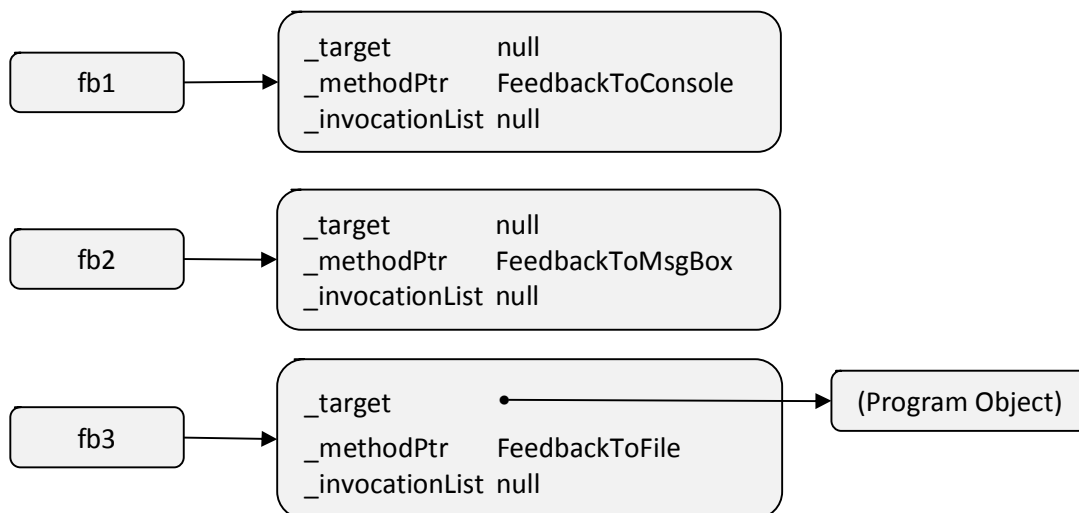 fb1
_target null
_methodPtr FeedbackToConsole
_invocationList null
fb2
_target null
_methodPtr FeedbackToMsgBox
_invocationList null
fb3
_target
_methodPtr FeedbackToFile
_invocationList null
(Program Object)